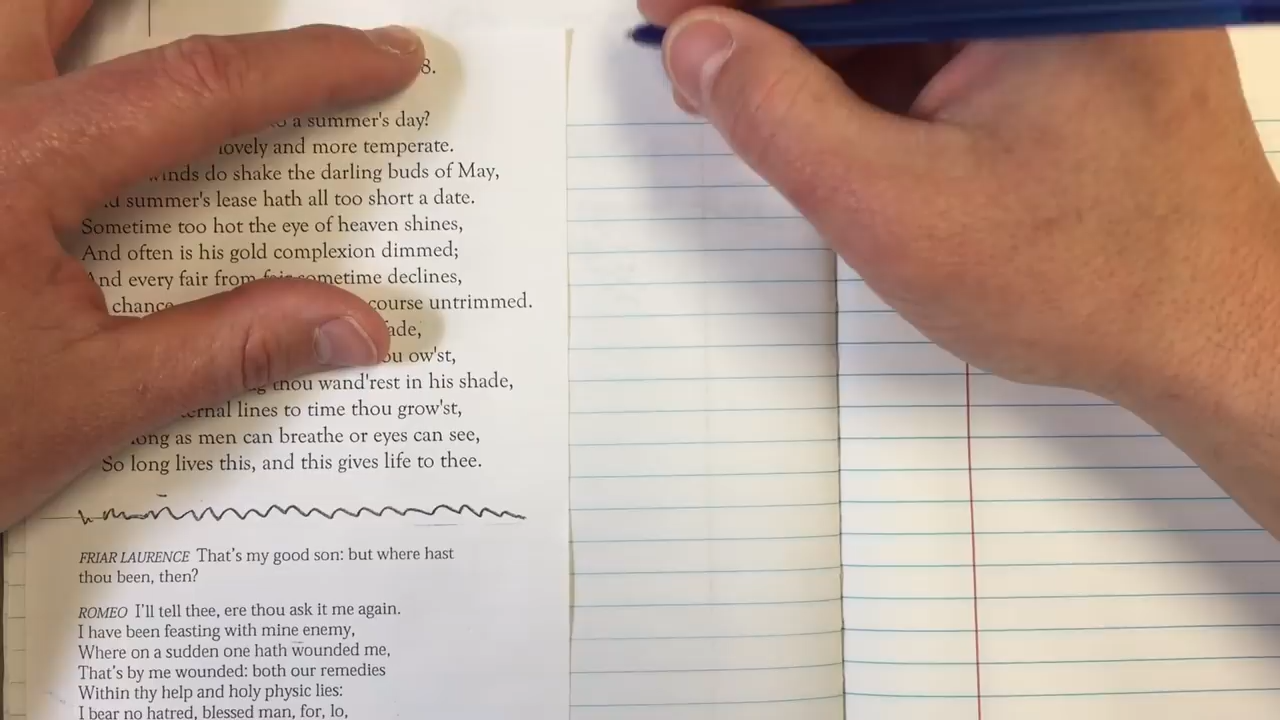 8.
a summer's day?
lovely and more temperate.
do shake the darling buds of May,
summer's lease hath all too short a date.
Sometime too hot the eye of heaven shines,
And often is his gold complexion dimmed;
And every fair from sometime declines,
chance course untrimmed.
ow'st,
thou wand'rest in his shade,
lines to time thou grow'st,
long as men can breathe or eyes can see,
So long lives this, and this gives life to thee.
FRIAR LAURENCE That's my good son: but where hast
thou been, then?
ROMEO I'll tell thee, ere thou ask it me again.
I have been feasting with mine enemy,
Where on a sudden one hath wounded me,
That's by me wounded: both our remedies
Within thy help and holy physic lies:
I bear no hatred, blessed man, for, lo,